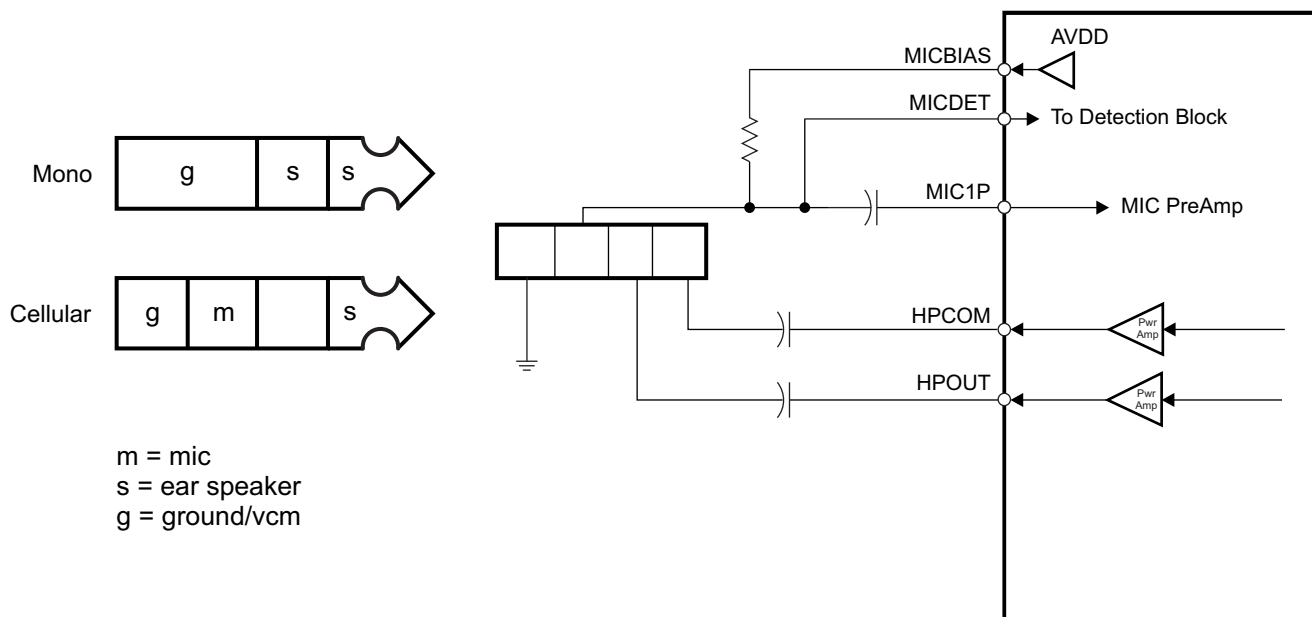 AVDD
MICBIAS
MICDET
To Detection Block
Mono
g
s
s
MIC1P
MIC PreAmp
Cellular
g
m
s
HPCOM
Pwr
Amp
HPOUT
Pwr
Amp
m = mic
s = ear speaker
g = ground/vcm